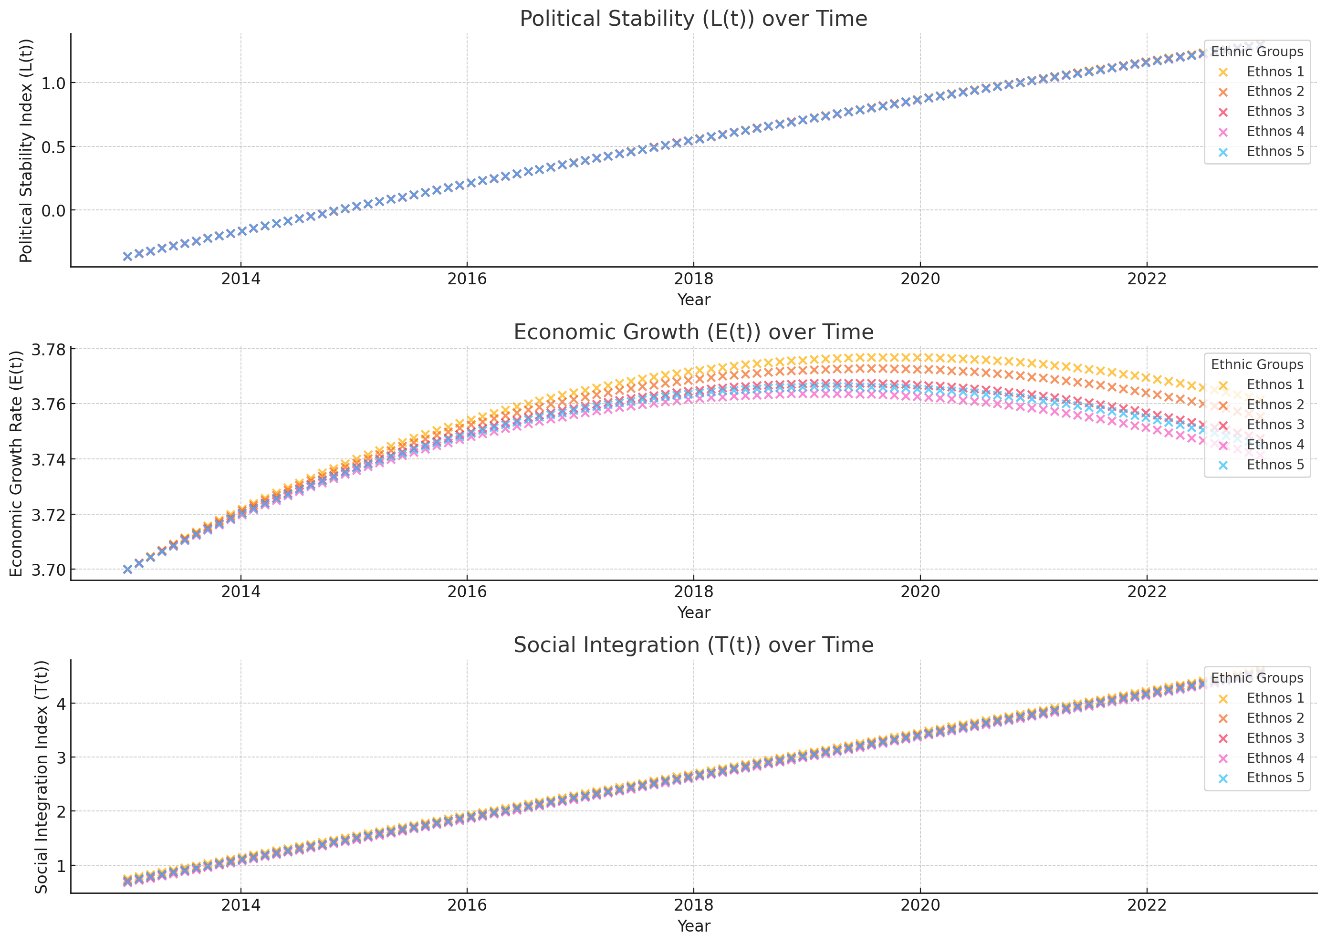 Political Stability (L(t)) over Time
Political Stability Index (L(t))
1.0
0.5
0.0
Ethnic Groups
Ethnos 1
Ethnos 2
Ethnos 3
Ethnos 4
Ethnos 5
2014 2016 2018 2020 2022
Year
Economic Growth (E(t)) over Time
Economic Growth Rate (E(t))
3.78
3.76
3.74
3.72
3.70
Ethnic Groups
Ethnos 1
Ethnos 2
Ethnos 3
Ethnos 4
Ethnos 5
2014 2016 2018 2020 2022
Year
Social Integration (T(t)) over Time
Social Integration Index (T(t))
4
3
2
1
Ethnic Groups
Ethnos 1
Ethnos 2
Ethnos 3
Ethnos 4
Ethnos 5
2014 2016 2018 2020 2022
Year